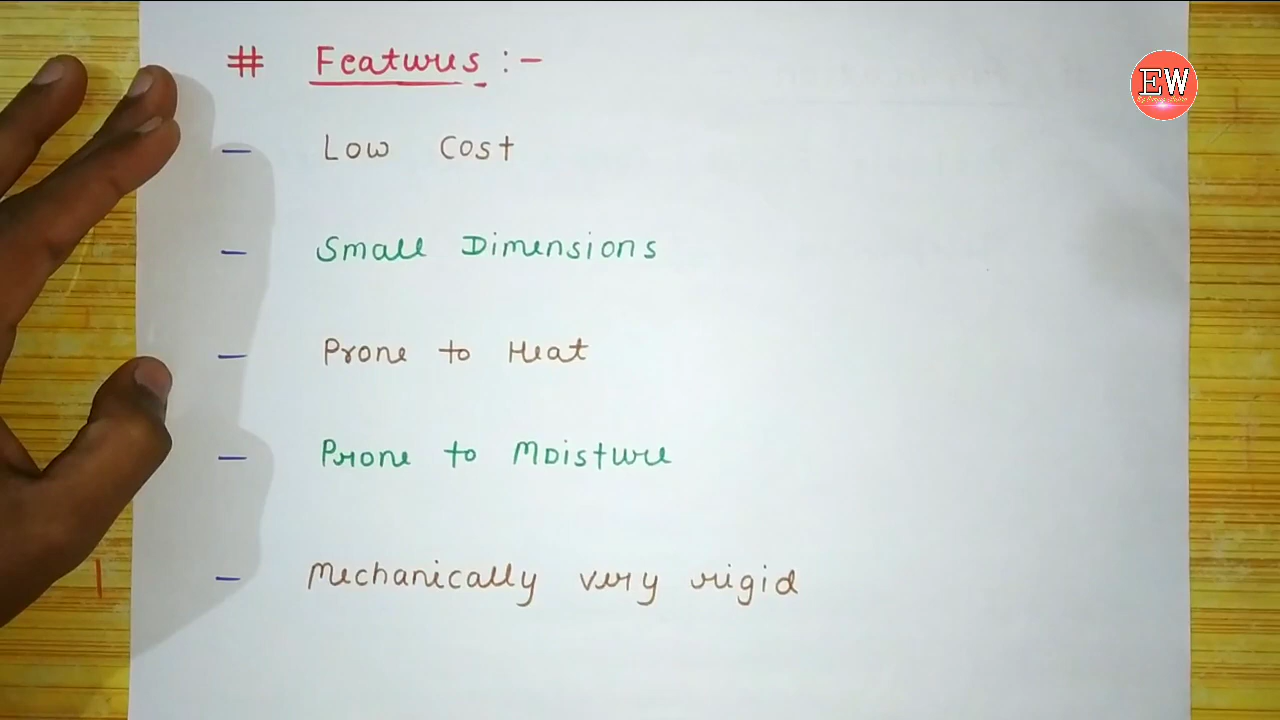 # Features :-
EW
— Low Cost
— Small Dimensions
— Prone to Heat
— Prone to Moisture
— Mechanically very rigid